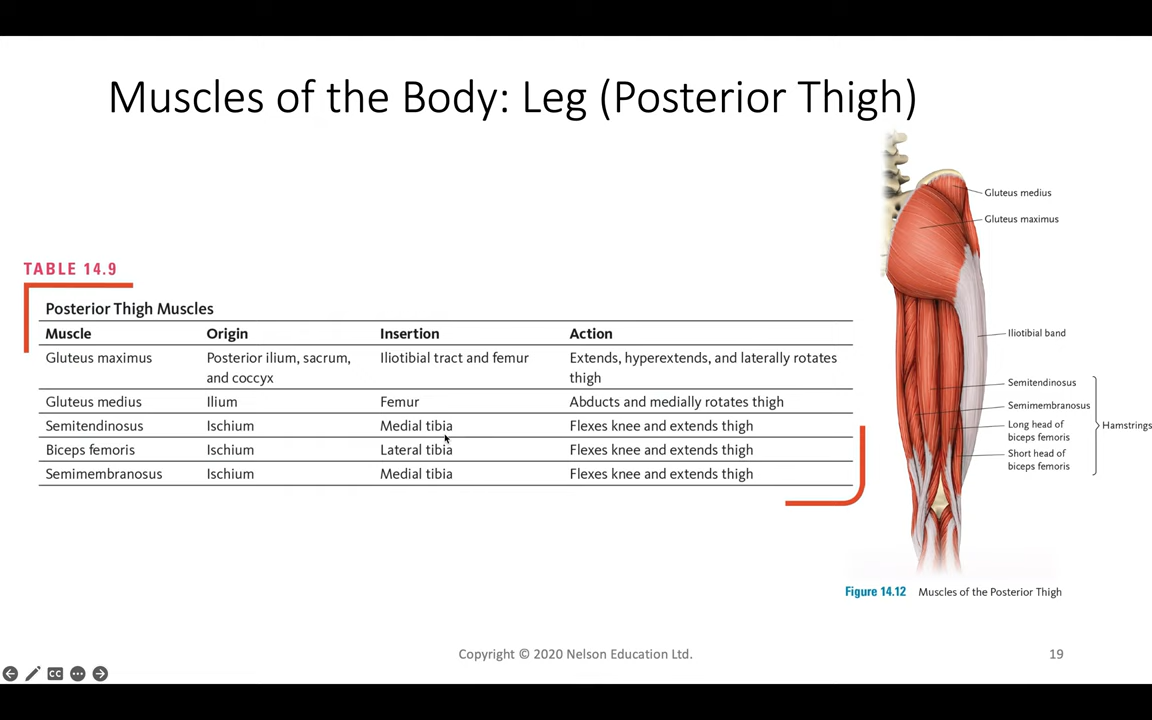 Muscles of the Body: Leg (Posterior Thigh)
TABLE 14.9
Posterior Thigh Muscles
Muscle Origin Insertion Action
Gluteus maximus Posterior ilium, sacrum, Iliotibial tract and femur Extends, hyperextends, and laterally rotates
and coccyx thigh
Gluteus medius Ilium Femur Abducts and medially rotates thigh
Semitendinosus Ischium Medial tibia Flexes knee and extends thigh
Biceps femoris Ischium Lateral tibia Flexes knee and extends thigh
Semimembranosus Ischium Medial tibia Flexes knee and extends thigh
Gluteus medius
Gluteus maximus
Iliotibial band
Semitendinosus
Semimembranosus
Long head of
biceps femoris
Short head of
biceps femoris
Hamstrings
Figure 14.12 Muscles of the Posterior Thigh
Copyright © 2020 Nelson Education Ltd.
19
CC